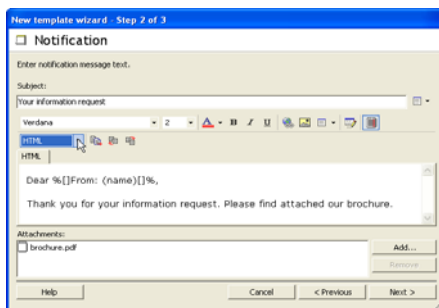 New template wizard - Step 2 of 3
Notification
Enter notification message text.
Subject:
Your information request
Verdana 2 A B I U
HTML
HTML
Dear %[]From: (name)[]%,
Thank you for your information request. Please find attached our brochure.
Attachments:
brochure.pdf
Add...
Remove
Help Cancel < Previous Next >